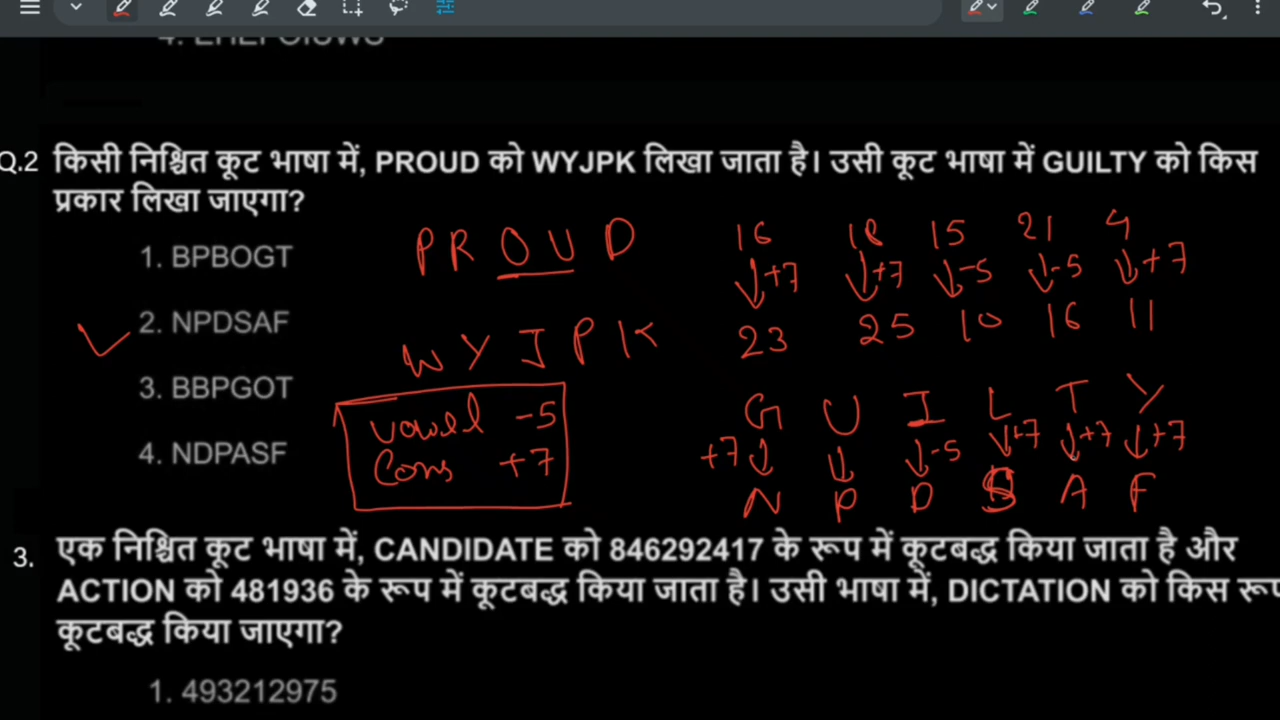 Q.2 किसी निश्चित कूट भाषा में, PROUD को WYJPK लिखा जाता है। उसी कूट भाषा में GUILTY को किस
प्रकार लिखा जाएगा?
1. BPBOGT
2. NPDSAF
3. BBPGOT
4. NDPASF
P R O U D
W Y J P K
vowel -5
Cons +7
16 18 15 21 4
+7 +7 -5 -5 +7
23 25 10 16 11
G U I L T Y
+7 -5 +7 +7 +7
N P D S A F
3. एक निश्चित कूट भाषा में, CANDIDATE को 846292417 के रूप में कूटबद्ध किया जाता है और
ACTION को 481936 के रूप में कूटबद्ध किया जाता है। उसी भाषा में, DICTATION को किस
कूटबद्ध किया जाएगा?
1. 493212975